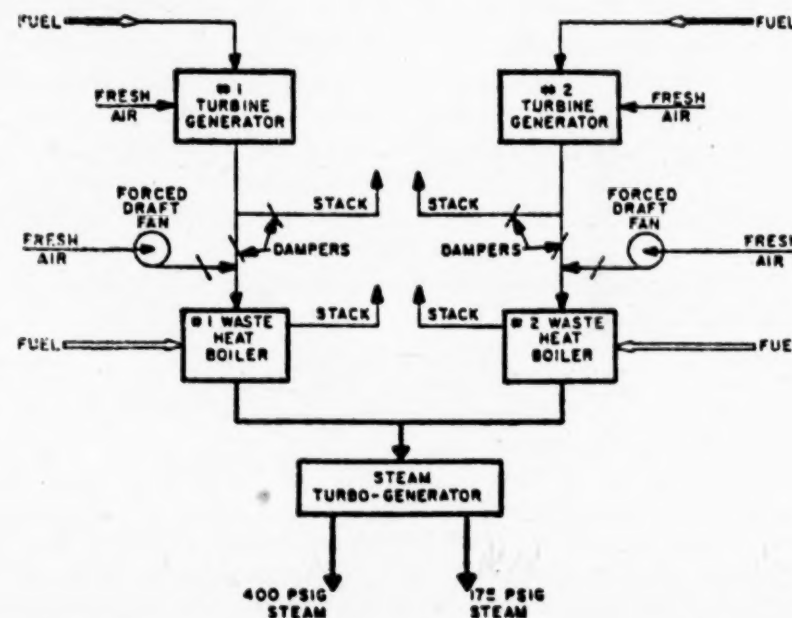 FUEL
FUEL
# 1
TURBINE
GENERATOR
# 2
TURBINE
GENERATOR
FRESH
AIR
FRESH
AIR
STACK
STACK
FORCED
DRAFT
FAN
FORCED
DRAFT
FAN
DAMPERS
DAMPERS
FRESH
AIR
FRESH
AIR
STACK
STACK
# 1 WASTE
HEAT
BOILER
# 2 WASTE
HEAT
BOILER
FUEL
FUEL
STEAM
TURBO-GENERATOR
400 PSIG
STEAM
175 PSIG
STEAM